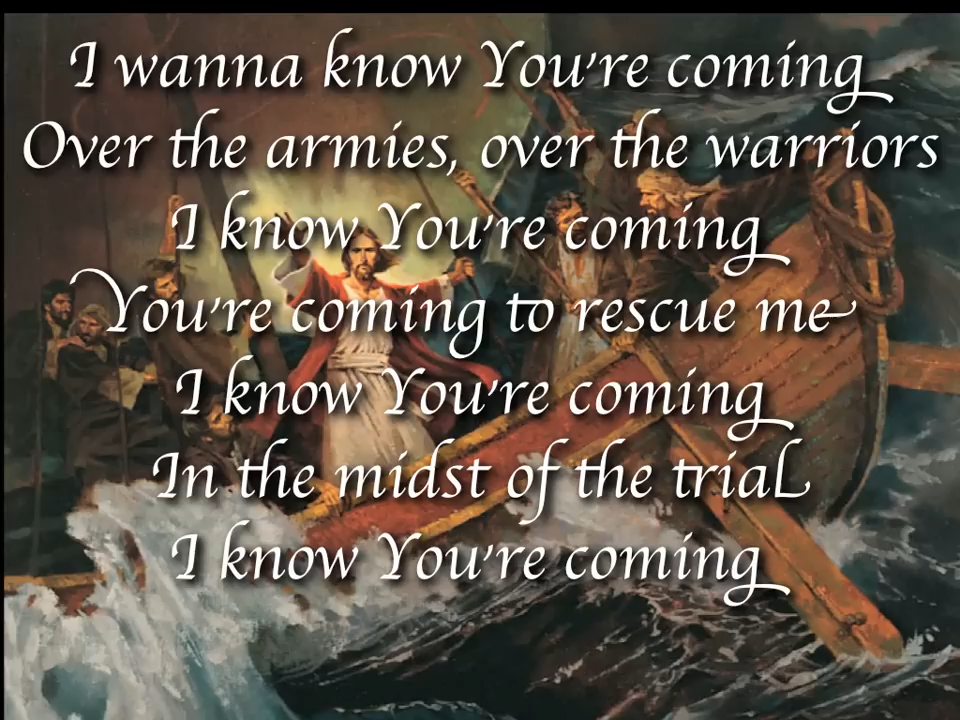 I wanna know You're coming
Over the armies, over the warriors
I know You're coming
You're coming to rescue me
I know You're coming
In the midst of the trial
I know You're coming